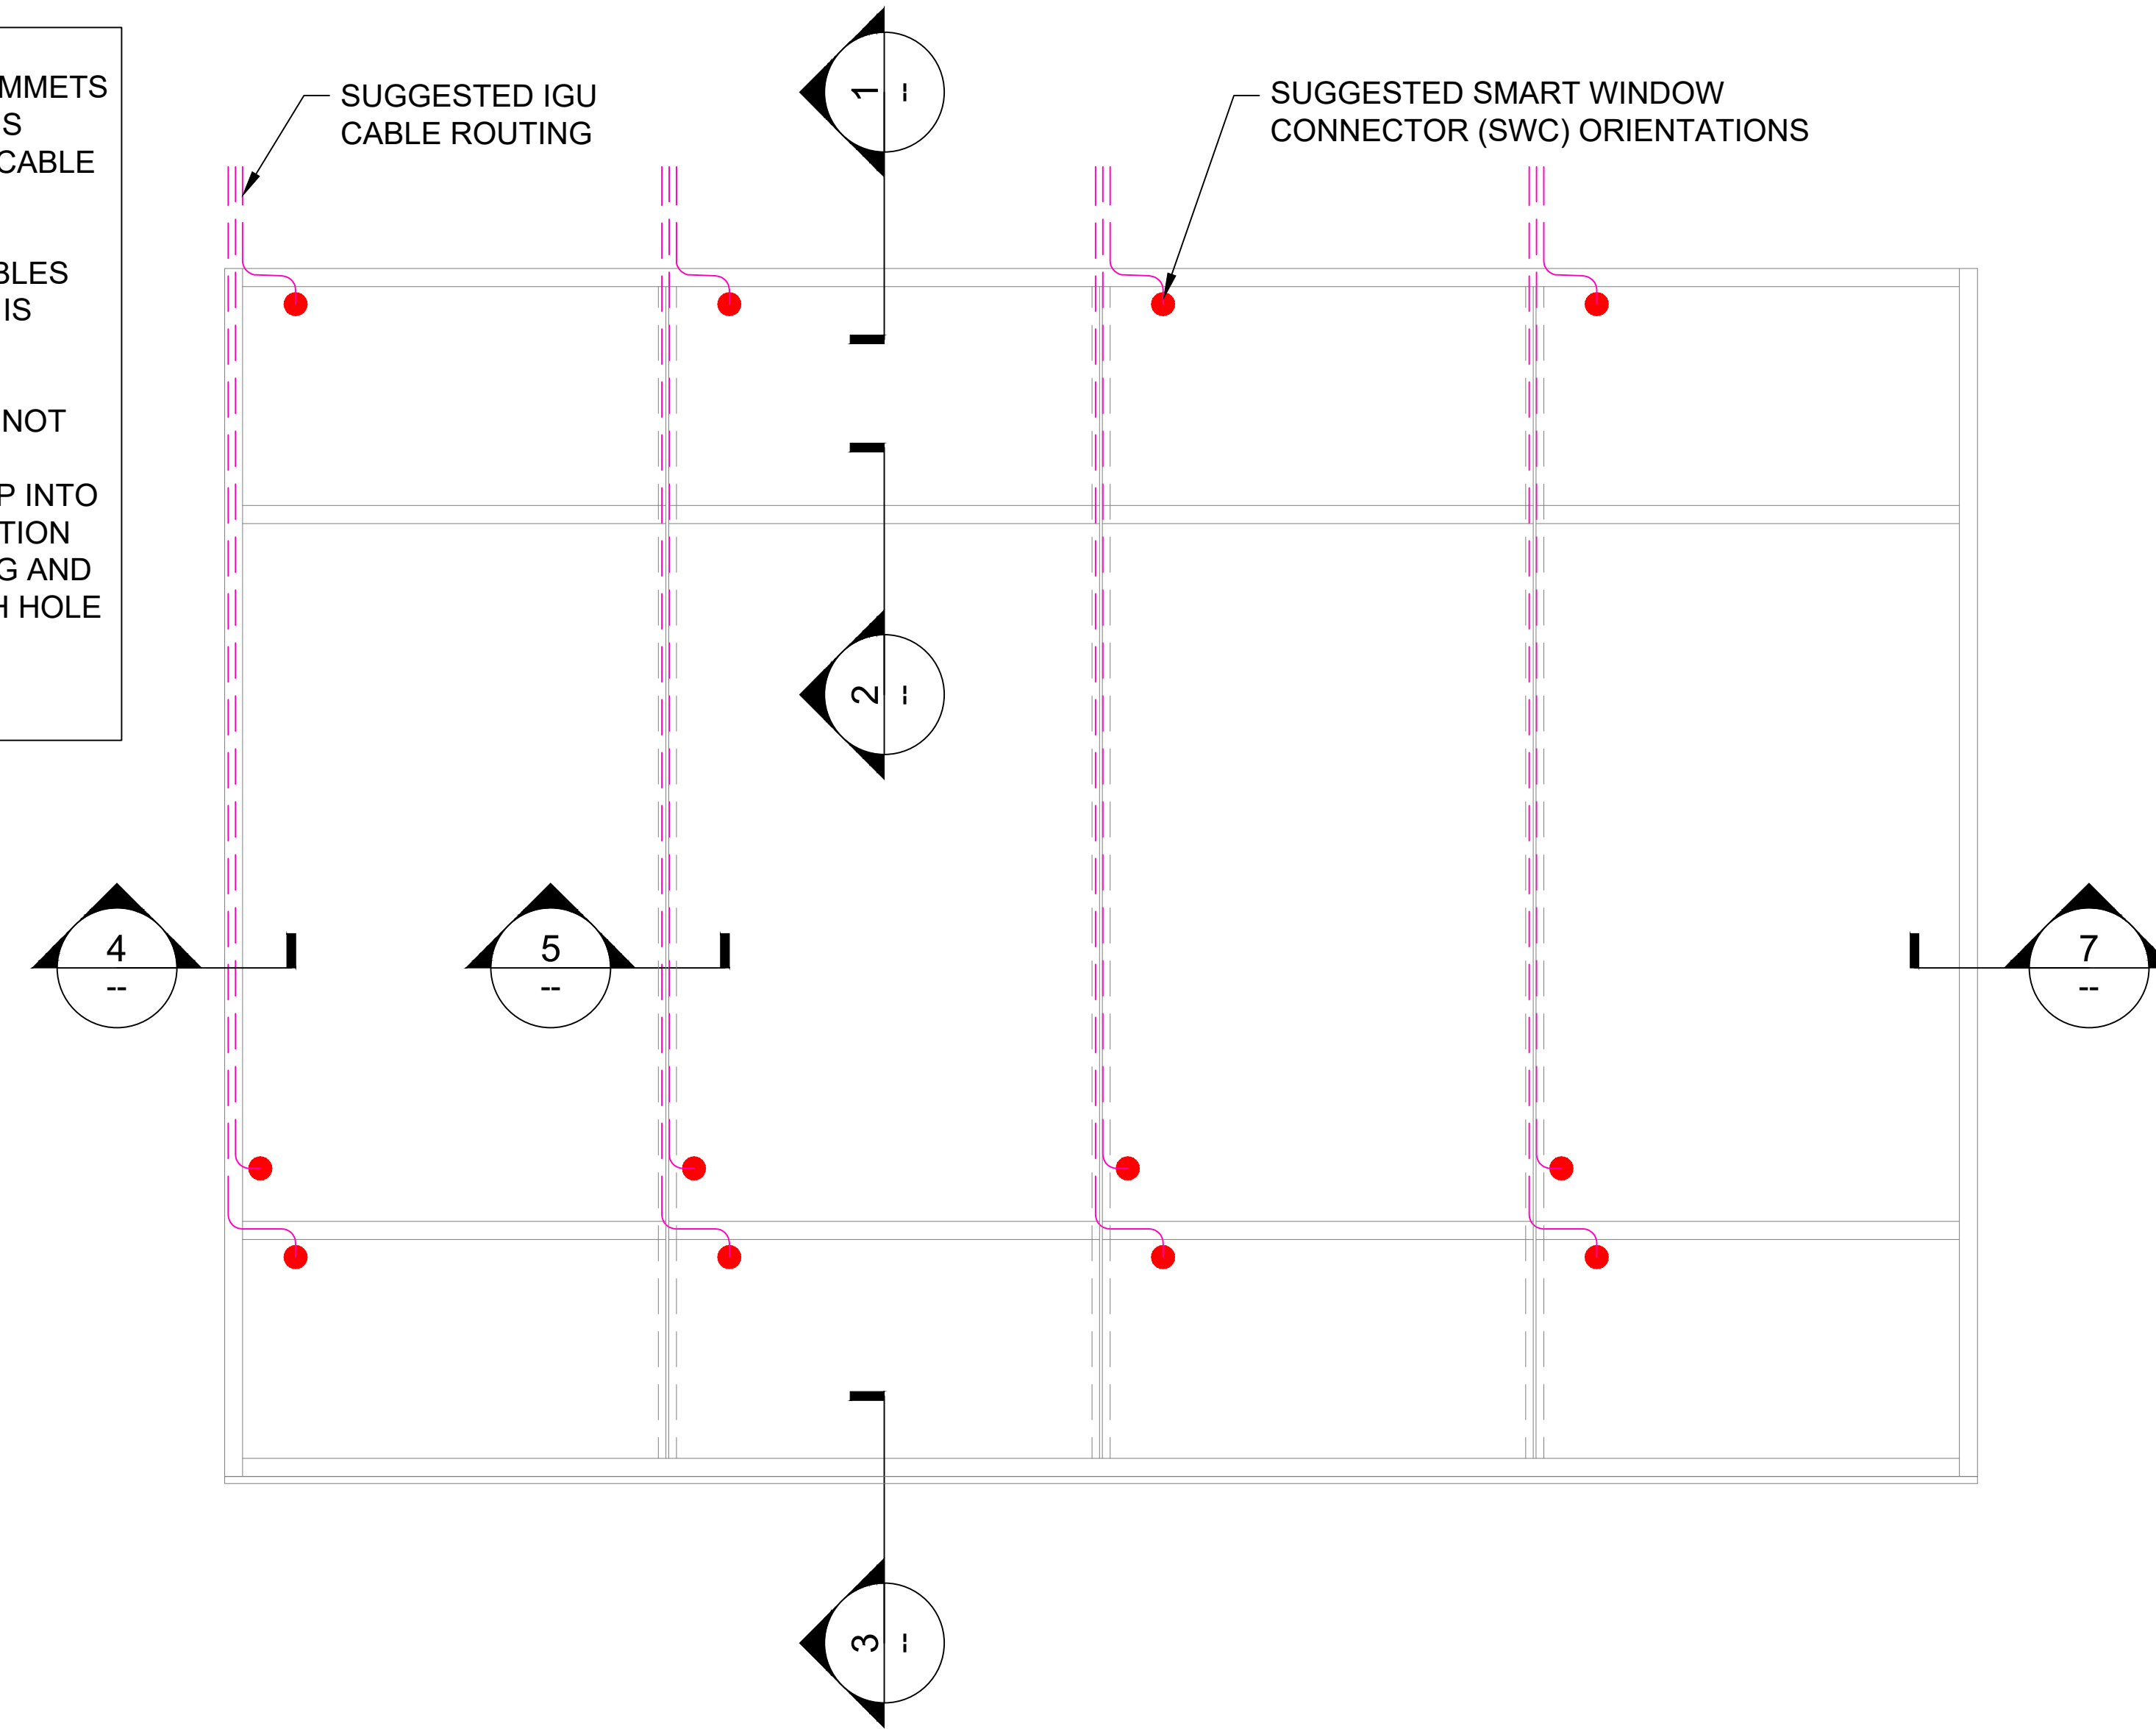 MMETS
S
CABLE
BLES
IS
NOT
P INTO
TION
G AND
H HOLE
SUGGESTED IGU
CABLE ROUTING
1
--
SUGGESTED SMART WINDOW
CONNECTOR (SWC) ORIENTATIONS
2
--
4
--
5
--
7
--
3
--